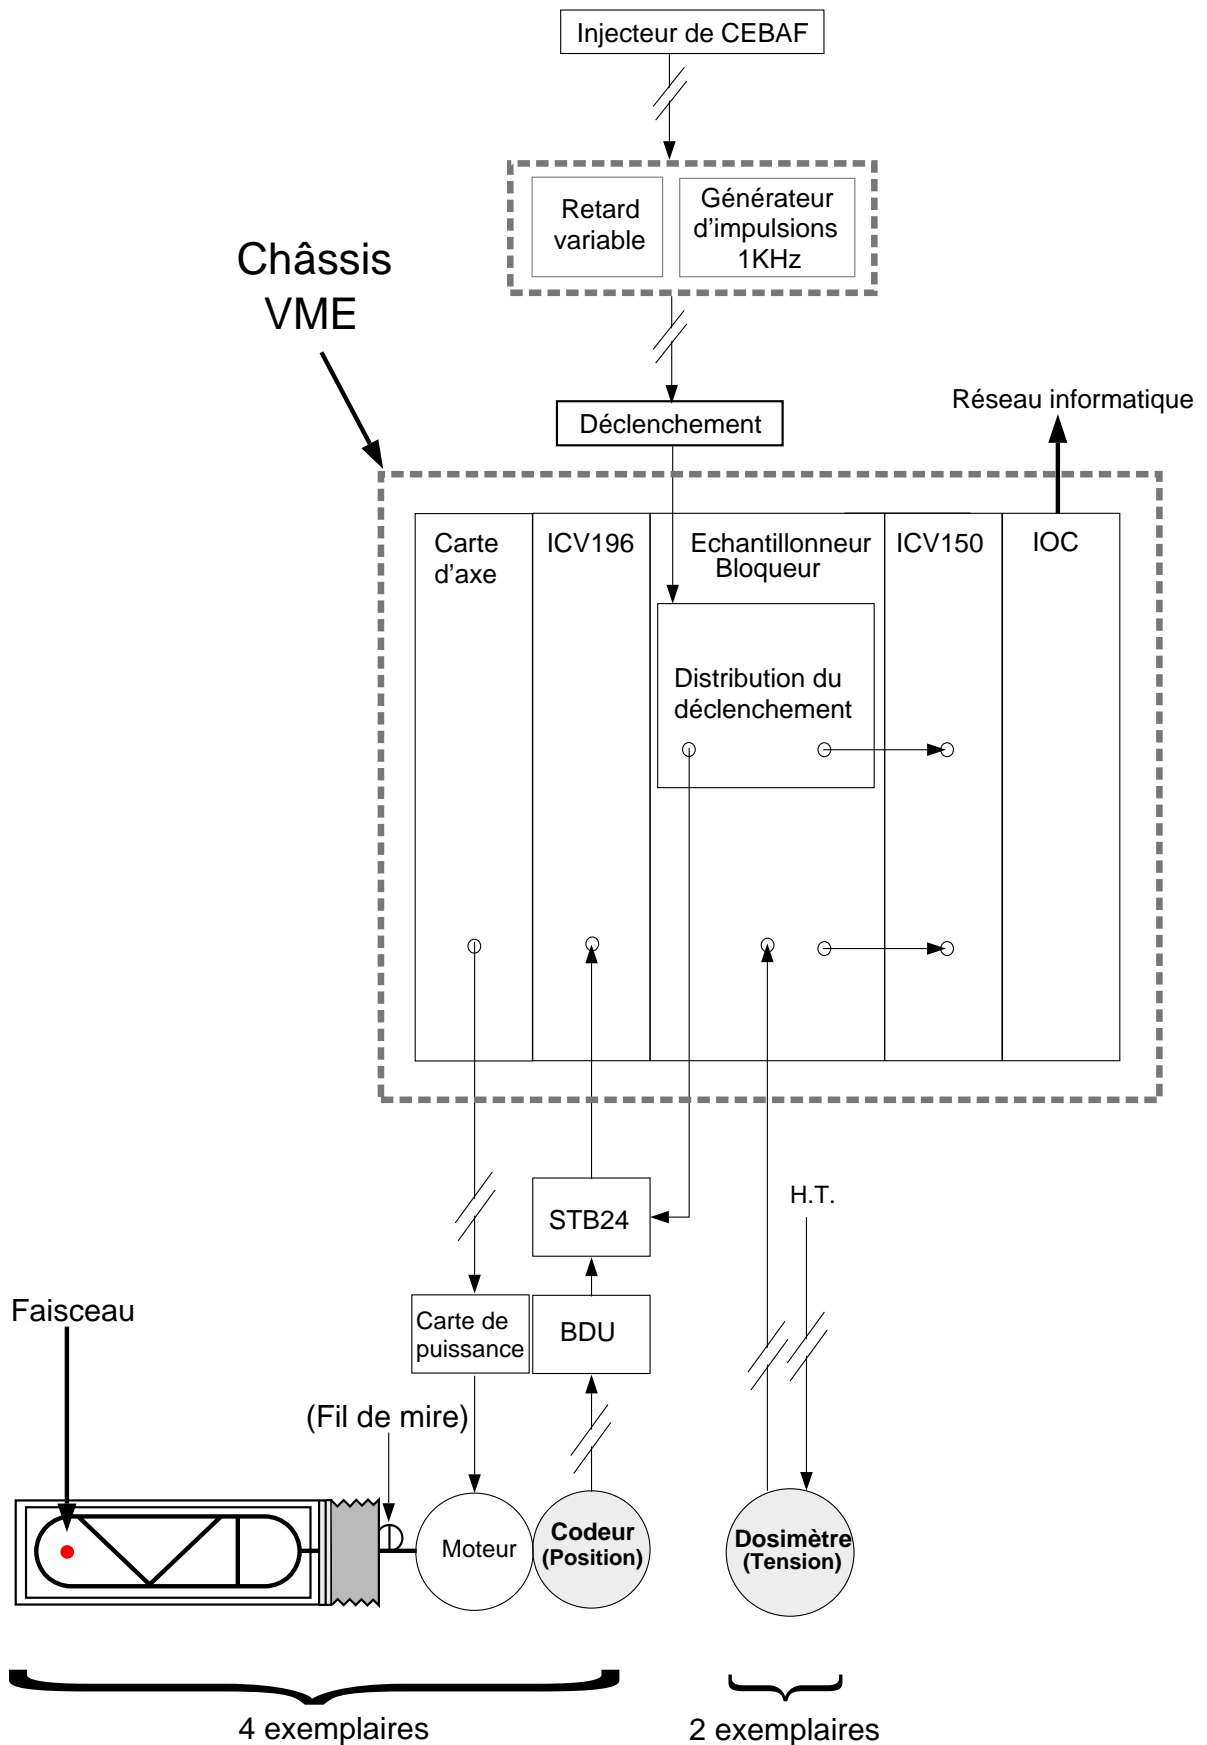 Injecteur de CEBAF
Retard
variable
Générateur
d'impulsions
1KHz
Châssis
VME
Déclenchement
Réseau informatique
Carte
d'axe
ICV196
Echantillonneur
Bloqueur
ICV150
IOC
Distribution du
déclenchement
STB24
H.T.
Faisceau
Carte de
puissance
BDU
(Fil de mire)
Moteur
Codeur
(Position)
Dosimètre
(Tension)
4 exemplaires
2 exemplaires